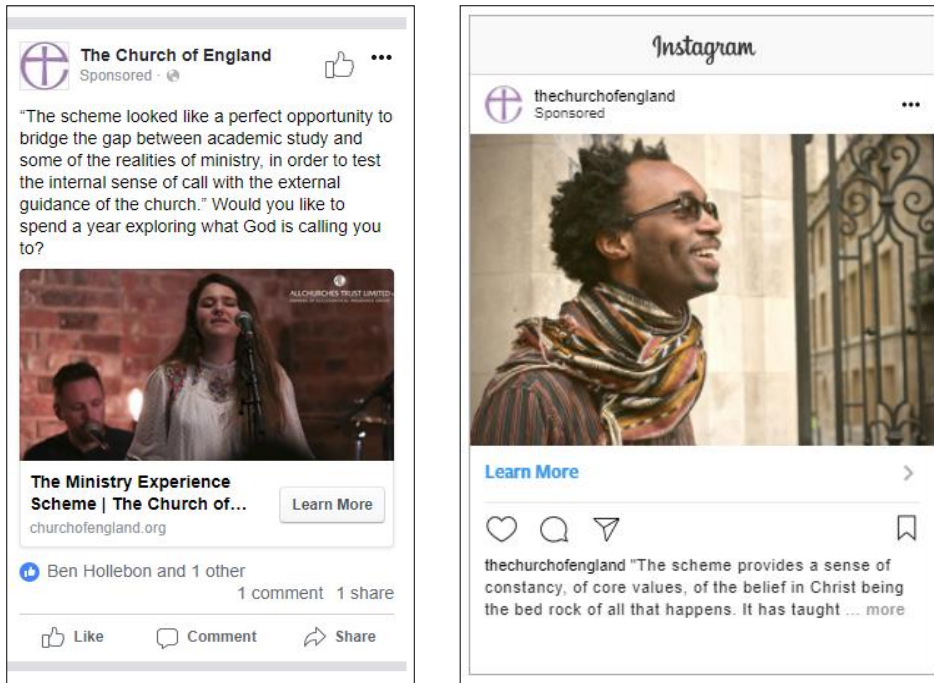 The Church of England
Sponsored ·
“The scheme looked like a perfect opportunity to
bridge the gap between academic study and
some of the realities of ministry, in order to test
the internal sense of call with the external
guidance of the church.” Would you like to
spend a year exploring what God is calling you
to?
ALLCHURCHES TRUST LIMITED
The Ministry Experience
Scheme | The Church of...
churchofengland.org
Learn More
Ben Hollebon and 1 other
1 comment 1 share
Like Comment Share
Instagram
thechurchofengland
Sponsored
Learn More
thechurchofengland "The scheme provides a sense of
constancy, of core values, of the belief in Christ being
the bed rock of all that happens. It has taught ... more